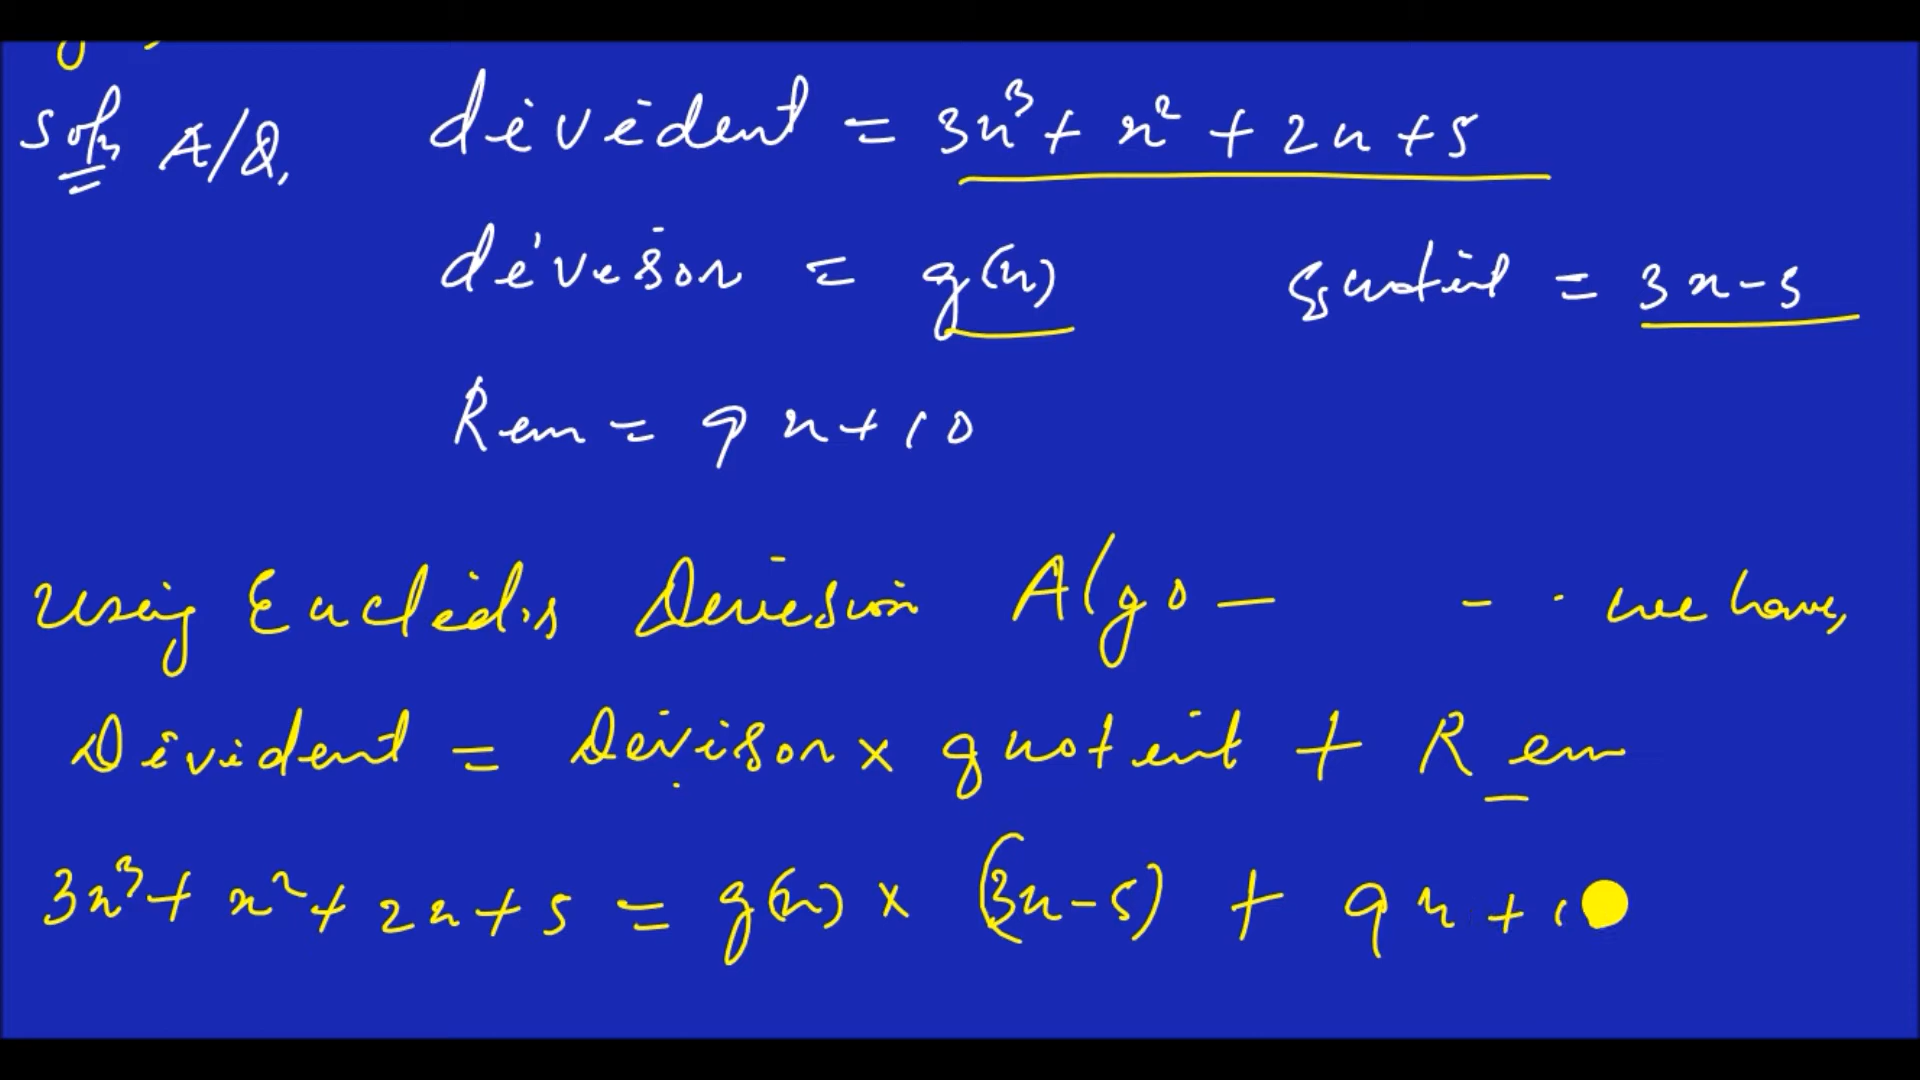 Soln A/Q, divident = 3x³ + x² + 2x + 5
divisor = g(x) quotient = 3x - 5
Rem = 9x + 10
Using Euclid's Division Algo — - . we have,
Divident = Divisor x quotient + Rem
3x³ + x² + 2x + 5 = g(x) x (3x - 5) + 9x + 1